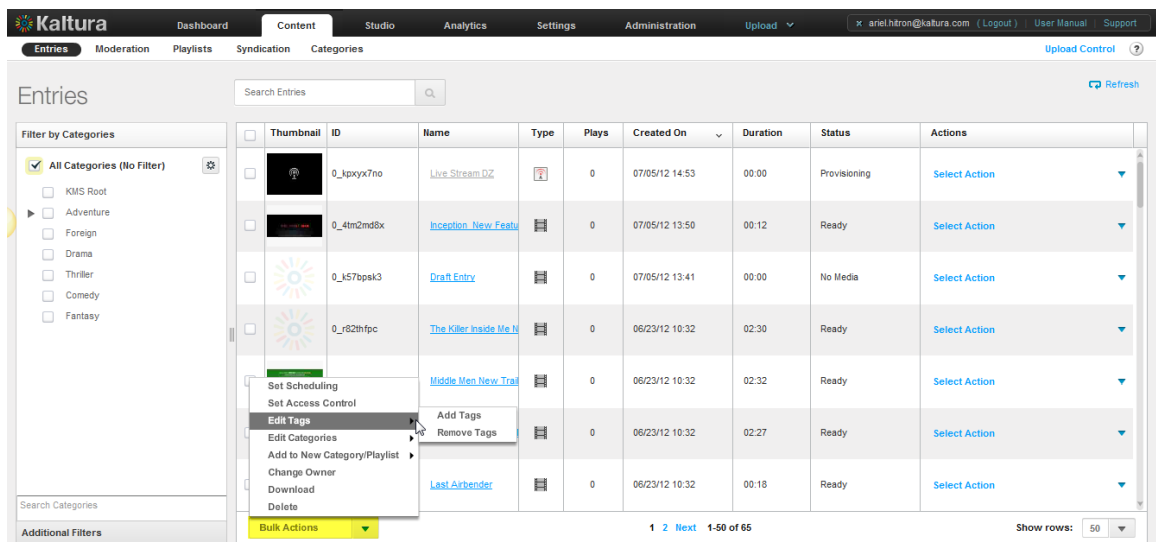 Kaltura Dashboard Content Studio Analytics Settings Administration Upload × ariel.hitron@kaltura.com ( Logout ) User Manual Support
Entries Moderation Playlists Syndication Categories Upload Control ?
Entries Search Entries Refresh
Filter by Categories Thumbnail ID Name Type Plays Created On Duration Status Actions
All Categories (No Filter)
KMS Root
Adventure
Foreign
Drama
Thriller
Comedy
Fantasy
0_kpxyx7no Live Stream DZ 0 07/05/12 14:53 00:00 Provisioning Select Action
0_4tm2md8x Inception New Featu 0 07/05/12 13:50 00:12 Ready Select Action
0_k57bpsk3 Draft Entry 0 07/05/12 13:41 00:00 No Media Select Action
0_r82thfpc The Killer Inside Me N 0 06/23/12 10:32 02:30 Ready Select Action
Middle Men New Trail 0 06/23/12 10:32 02:32 Ready Select Action
0 06/23/12 10:32 02:27 Ready Select Action
Last Airbender 0 06/23/12 10:32 00:18 Ready Select Action
Set Scheduling
Set Access Control
Edit Tags
Edit Categories
Add to New Category/Playlist
Change Owner
Download
Delete
Add Tags
Remove Tags
Search Categories
Additional Filters
Bulk Actions 1 2 Next 1-50 of 65 Show rows: 50